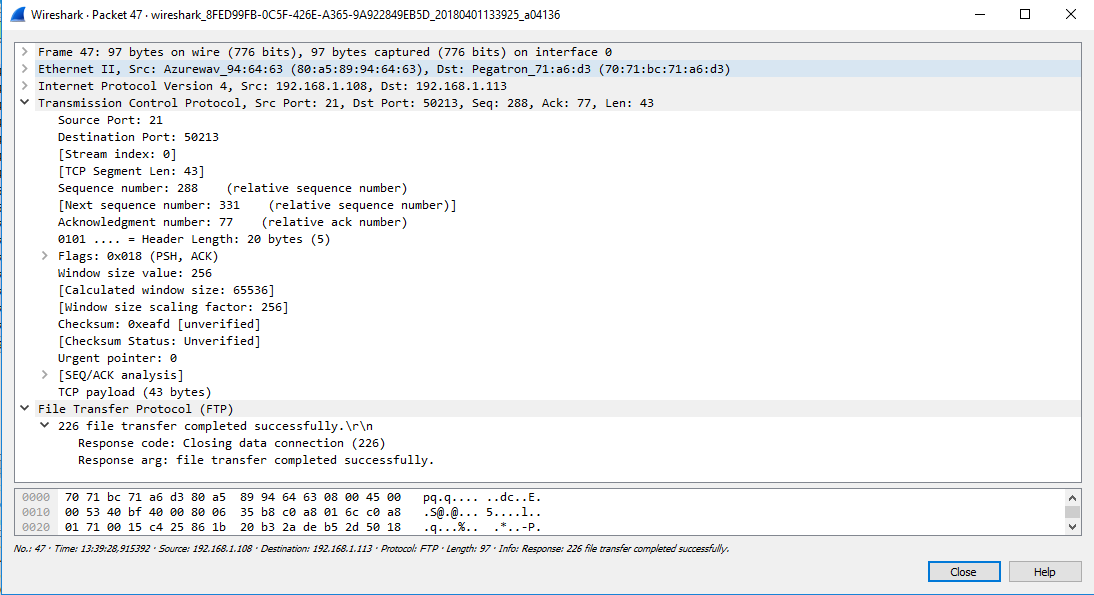 Wireshark · Packet 47 · wireshark_8FED99FB-0C5F-426E-A365-9A922849EB5D_20180401133925_a04136
Frame 47: 97 bytes on wire (776 bits), 97 bytes captured (776 bits) on interface 0
Ethernet II, Src: Azurewav_94:64:63 (80:a5:89:94:64:63), Dst: Pegatron_71:a6:d3 (70:71:bc:71:a6:d3)
Internet Protocol Version 4, Src: 192.168.1.108, Dst: 192.168.1.113
Transmission Control Protocol, Src Port: 21, Dst Port: 50213, Seq: 288, Ack: 77, Len: 43
Source Port: 21
Destination Port: 50213
[Stream index: 0]
[TCP Segment Len: 43]
Sequence number: 288    (relative sequence number)
[Next sequence number: 331    (relative sequence number)]
Acknowledgment number: 77    (relative ack number)
0101 .... = Header Length: 20 bytes (5)
Flags: 0x018 (PSH, ACK)
Window size value: 256
[Calculated window size: 65536]
[Window size scaling factor: 256]
Checksum: 0xeafd [unverified]
[Checksum Status: Unverified]
Urgent pointer: 0
[SEQ/ACK analysis]
TCP payload (43 bytes)
File Transfer Protocol (FTP)
226 file transfer completed successfully.\r\n
Response code: Closing data connection (226)
Response arg: file transfer completed successfully.
0000  70 71 bc 71 a6 d3 80 a5  89 94 64 63 08 00 45 00   pq.q.... ..dc..E.
0010  00 53 40 bf 40 00 80 06  35 b8 c0 a8 01 6c c0 a8   .S@.@... 5....l..
0020  01 71 00 15 c4 25 86 1b  20 b3 2a de b5 2d 50 18   .q...%..  .*..-P.
No.: 47 · Time: 13:39:28,915392 · Source: 192.168.1.108 · Destination: 192.168.1.113 · Protocol: FTP · Length: 97 · Info: Response: 226 file transfer completed successfully.
Close Help